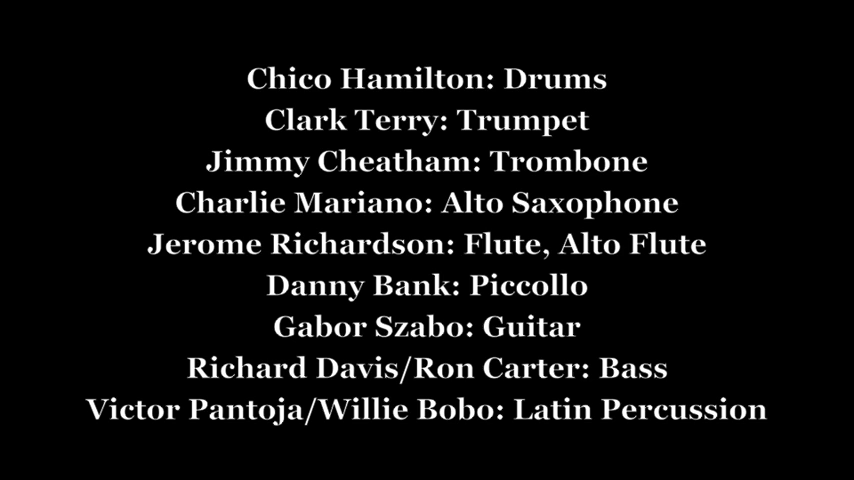 Chico Hamilton: Drums
Clark Terry: Trumpet
Jimmy Cheatham: Trombone
Charlie Mariano: Alto Saxophone
Jerome Richardson: Flute, Alto Flute
Danny Bank: Piccollo
Gabor Szabo: Guitar
Richard Davis/Ron Carter: Bass
Victor Pantoja/Willie Bobo: Latin Percussion